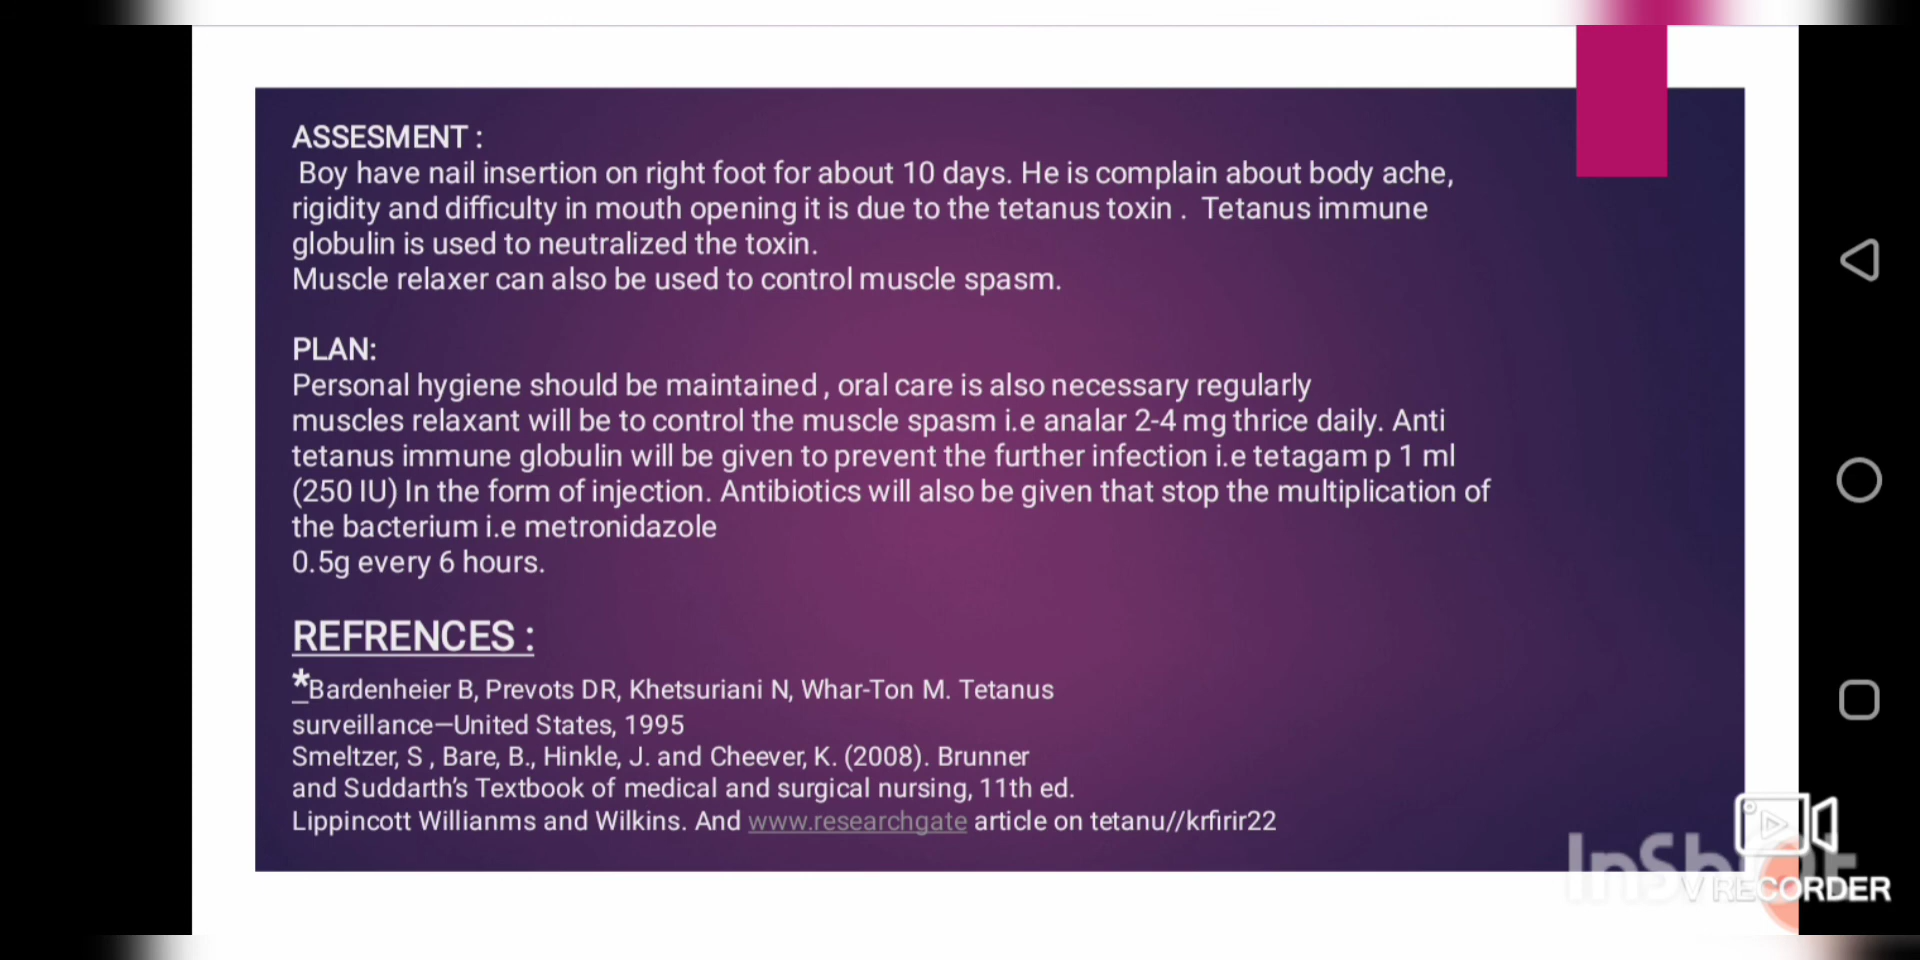 ASSESMENT :
Boy have nail insertion on right foot for about 10 days. He is complain about body ache,
rigidity and difficulty in mouth opening it is due to the tetanus toxin .  Tetanus immune
globulin is used to neutralized the toxin.
Muscle relaxer can also be used to control muscle spasm.
PLAN:
Personal hygiene should be maintained , oral care is also necessary regularly
muscles relaxant will be to control the muscle spasm i.e analar 2-4 mg thrice daily. Anti
tetanus immune globulin will be given to prevent the further infection i.e tetagam p 1 ml
(250 IU) In the form of injection. Antibiotics will also be given that stop the multiplication of
the bacterium i.e metronidazole
0.5g every 6 hours.
REFRENCES :
*Bardenheier B, Prevots DR, Khetsuriani N, Whar-Ton M. Tetanus
surveillance—United States, 1995
Smeltzer, S , Bare, B., Hinkle, J. and Cheever, K. (2008). Brunner
and Suddarth's Textbook of medical and surgical nursing, 11th ed.
Lippincott Willianms and Wilkins. And www.researchgate article on tetanu//krfirir22
InShot
V RECORDER